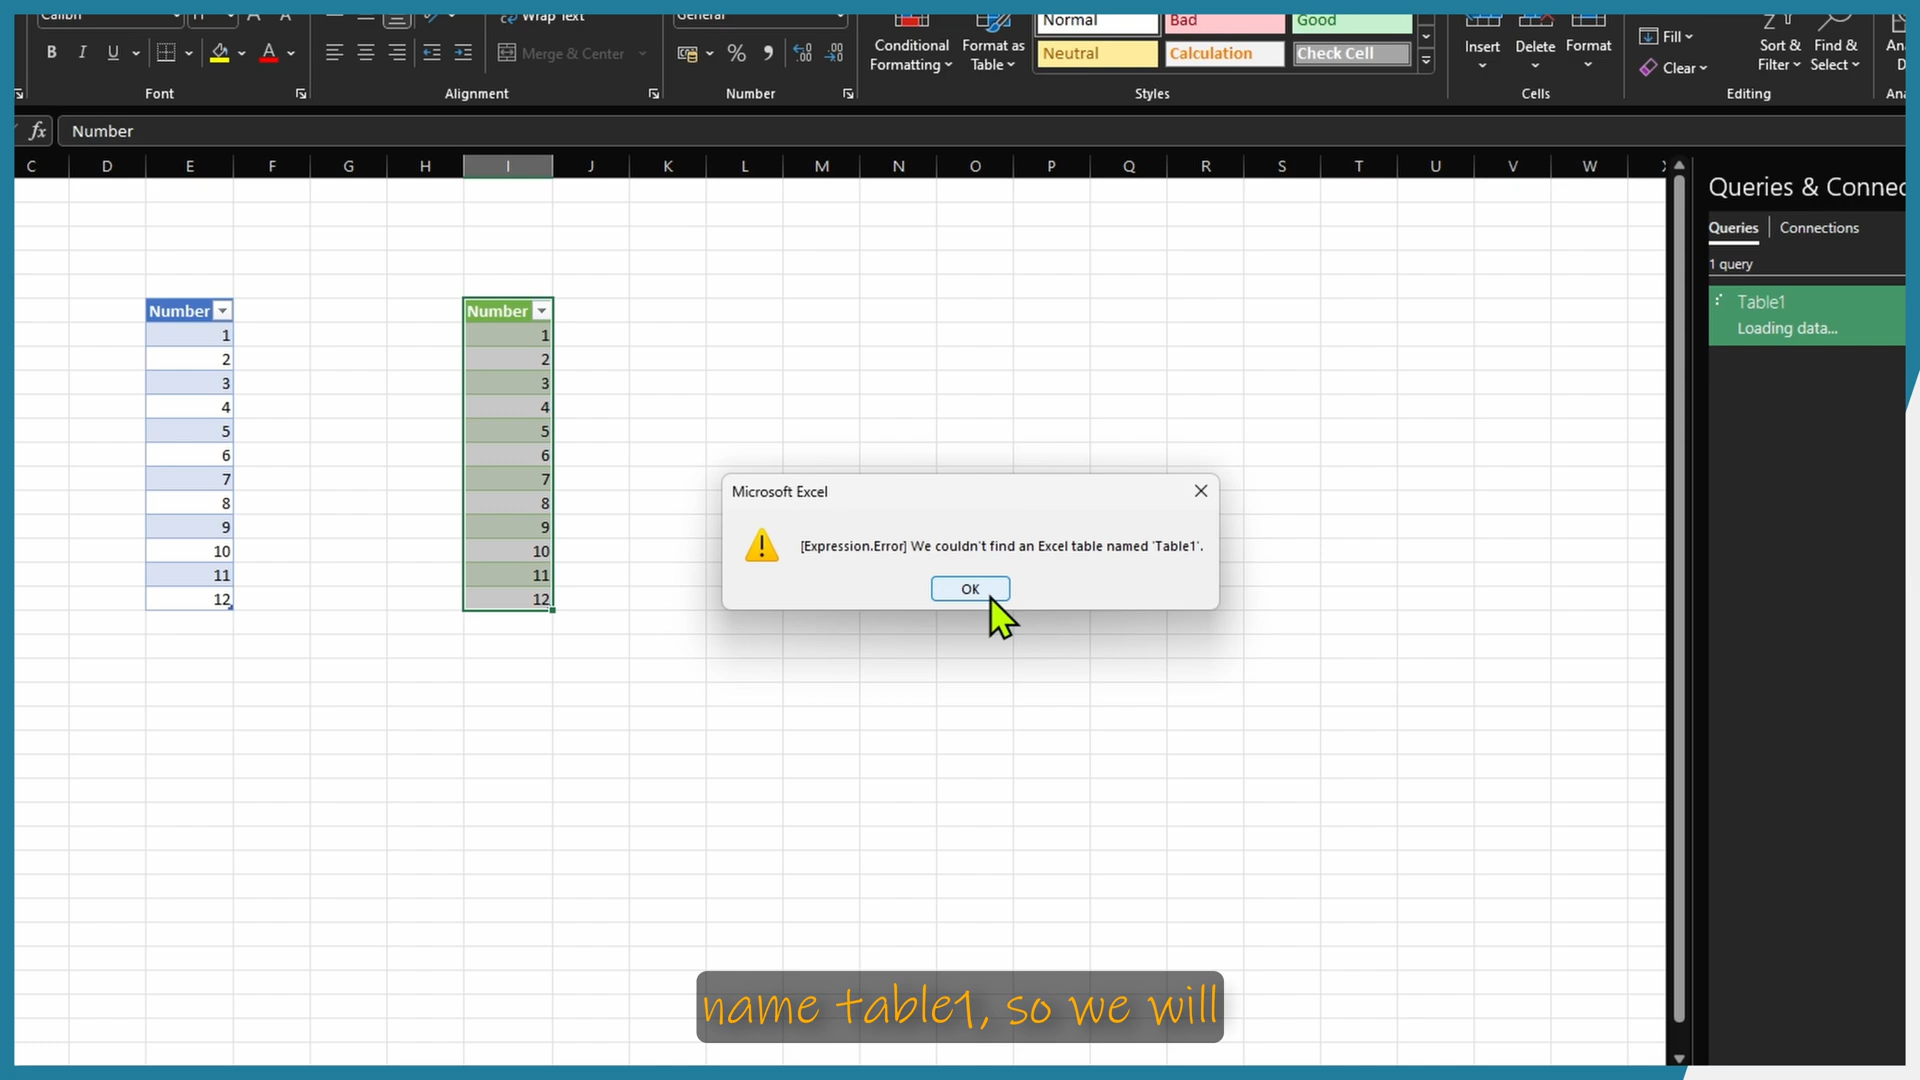 Calibri
11
Wrap Text
General
Normal
Bad
Good
B I U
A
Merge & Center
%
Conditional
Formatting
Format as
Table
Neutral
Calculation
Check Cell
Insert
Delete
Format
Fill
Clear
Sort &
Filter
Find &
Select
Font
Alignment
Number
Styles
Cells
Editing
fx
Number
C D E F G H I J K L M N O P Q R S T U V W
Number
1
2
3
4
5
6
7
8
9
10
11
12
Number
1
2
3
4
5
6
7
8
9
10
11
12
Microsoft Excel
[Expression.Error] We couldn't find an Excel table named 'Table1'.
OK
Queries & Connec
Queries
Connections
1 query
Table1
Loading data...
name table1, so we will